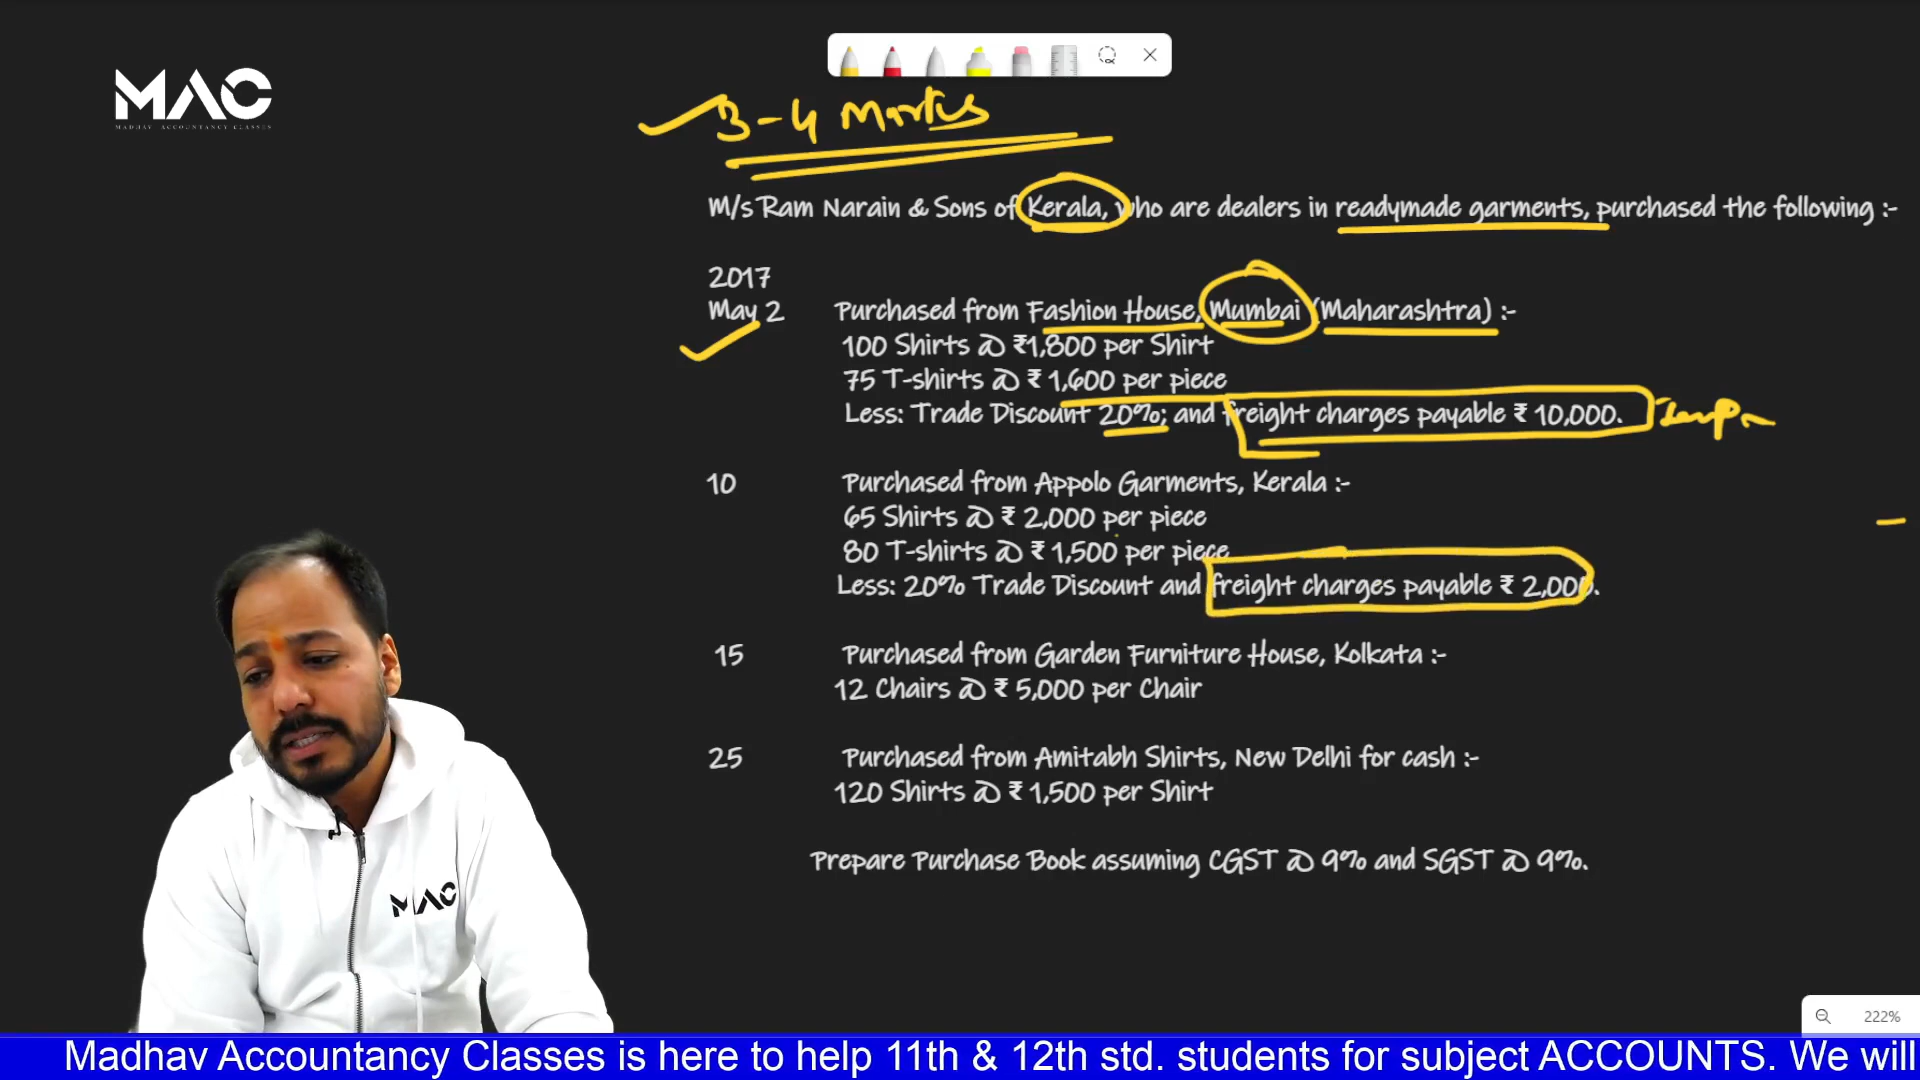 MAC
MADHAV ACCOUNTANCY CLASSES
3-4 Marks
M/s Ram Narain & Sons of Kerala, who are dealers in readymade garments, purchased the following :-
2017
May 2 Purchased from Fashion House, Mumbai (Maharashtra) :-
100 Shirts @ ₹1,800 per Shirt
75 T-shirts @ ₹ 1,600 per piece
Less: Trade Discount 20%; and freight charges payable ₹ 10,000.
10 Purchased from Appolo Garments, Kerala :-
65 Shirts @ ₹ 2,000 per piece
80 T-shirts @ ₹ 1,500 per piece
Less: 20% Trade Discount and freight charges payable ₹ 2,000.
15 Purchased from Garden Furniture House, Kolkata :-
12 Chairs @ ₹ 5,000 per Chair
25 Purchased from Amitabh Shirts, New Delhi for cash :-
120 Shirts @ ₹ 1,500 per Shirt
Prepare Purchase Book assuming CGST @ 9% and SGST @ 9%.
MAC
222%
Madhav Accountancy Classes is here to help 11th & 12th std. students for subject ACCOUNTS. We will